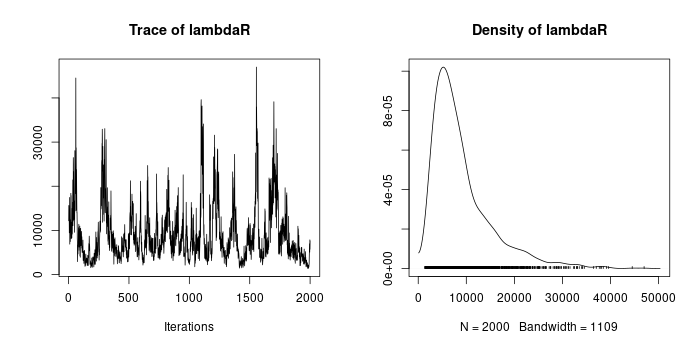 Trace of lambdaR
30000
10000
0
0 500 1000 1500 2000
Iterations
Density of lambdaR
8e-05
4e-05
0e+00
0 10000 20000 30000 40000 50000
N = 2000 Bandwidth = 1109